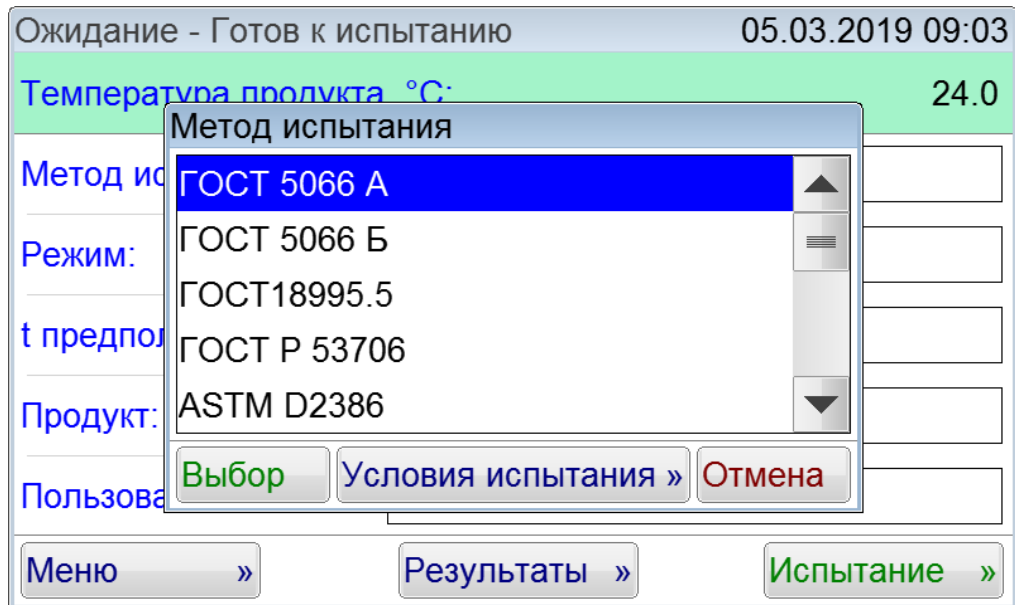 Ожидание - Готов к испытанию 05.03.2019 09:03
Температура продукта, °C: 24.0
Метод испытания
Метод ис
ГОСТ 5066 А
ГОСТ 5066 Б
Режим:
ГОСТ18995.5
t предпол
ГОСТ Р 53706
Продукт:
ASTM D2386
Выбор Условия испытания » Отмена
Пользова
Меню » Результаты » Испытание »